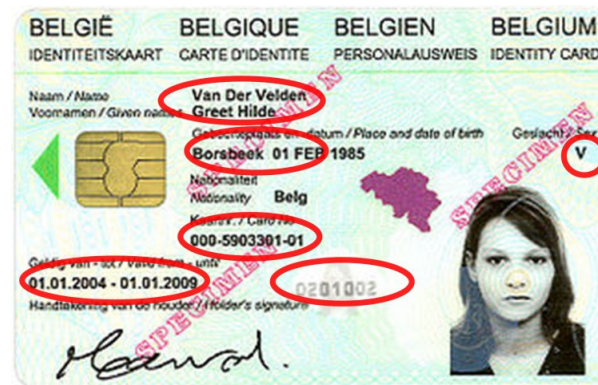 BELGIË BELGIQUE BELGIEN BELGIUM
IDENTITEITSKAART CARTE D'IDENTITE PERSONALAUSWEIS IDENTITY CARD
Naam / Name Van Der Velden
Voornamen / Given names Greet Hilde
Geboorteplaats en datum / Place and date of birth Geslacht / Sex
Borsbeek 01 FEB 1985 V
Nationaliteit
Nationality Belg
Kaartnr. / Card No
000-5903301-01
Geldig van - tot / Valid from - until
01.01.2004 - 01.01.2009 0201002
Handtekening van de houder / Holder's signature
SPECIMEN
SPECIMEN
SPECIMEN